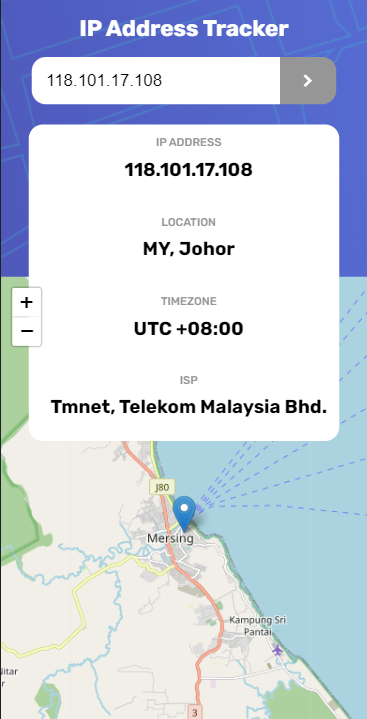 IP Address Tracker
118.101.17.108
IP ADDRESS
118.101.17.108
LOCATION
MY, Johor
TIMEZONE
UTC +08:00
ISP
Tmnet, Telekom Malaysia Bhd.
+
−
J80
Mersing
Kampung Sri
Pantai
3